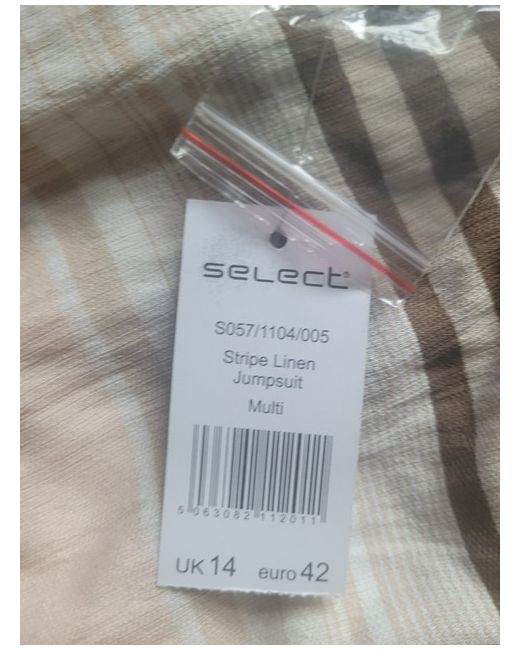 select®
S057/1104/005
Stripe Linen
Jumpsuit
Multi
5 063082 112011
UK 14 euro 42